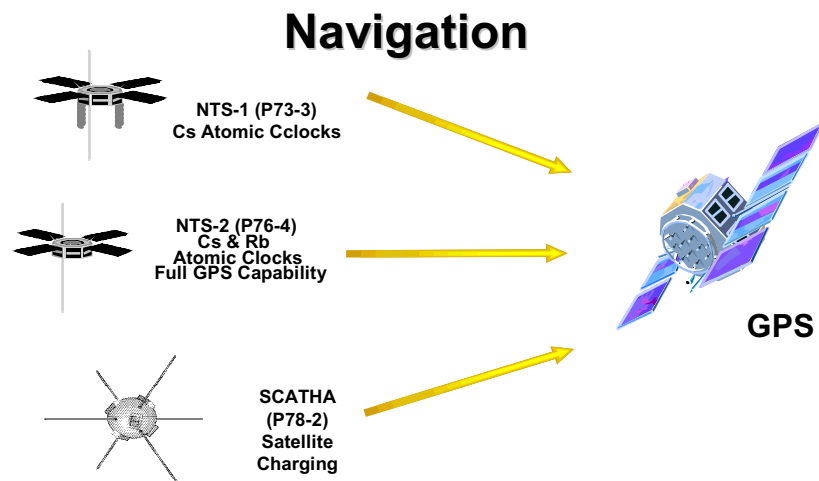 Navigation
NTS-1 (P73-3)
Cs Atomic Cclocks
NTS-2 (P76-4)
Cs & Rb
Atomic Clocks
Full GPS Capability
GPS
SCATHA
(P78-2)
Satellite
Charging